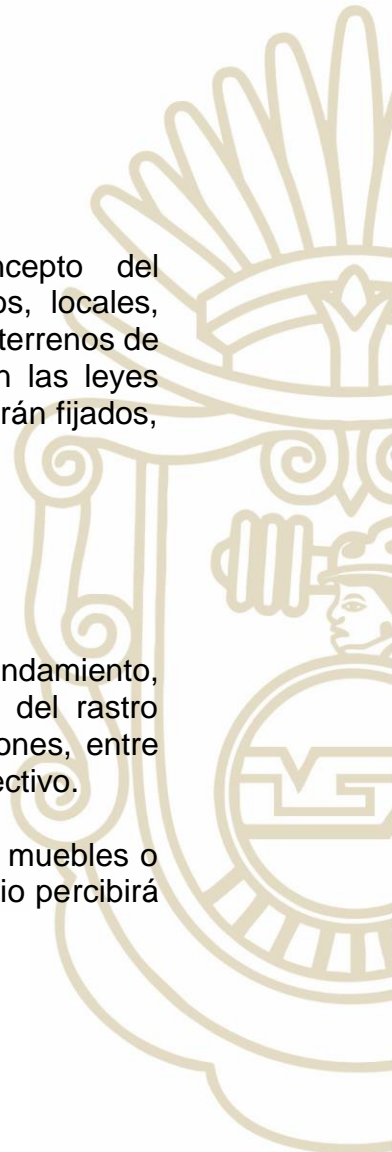 ncepto del
os, locales,
terrenos de
n las leyes
rán fijados,
ndamiento,
del rastro
ones, entre
ectivo.
muebles o
io percibirá